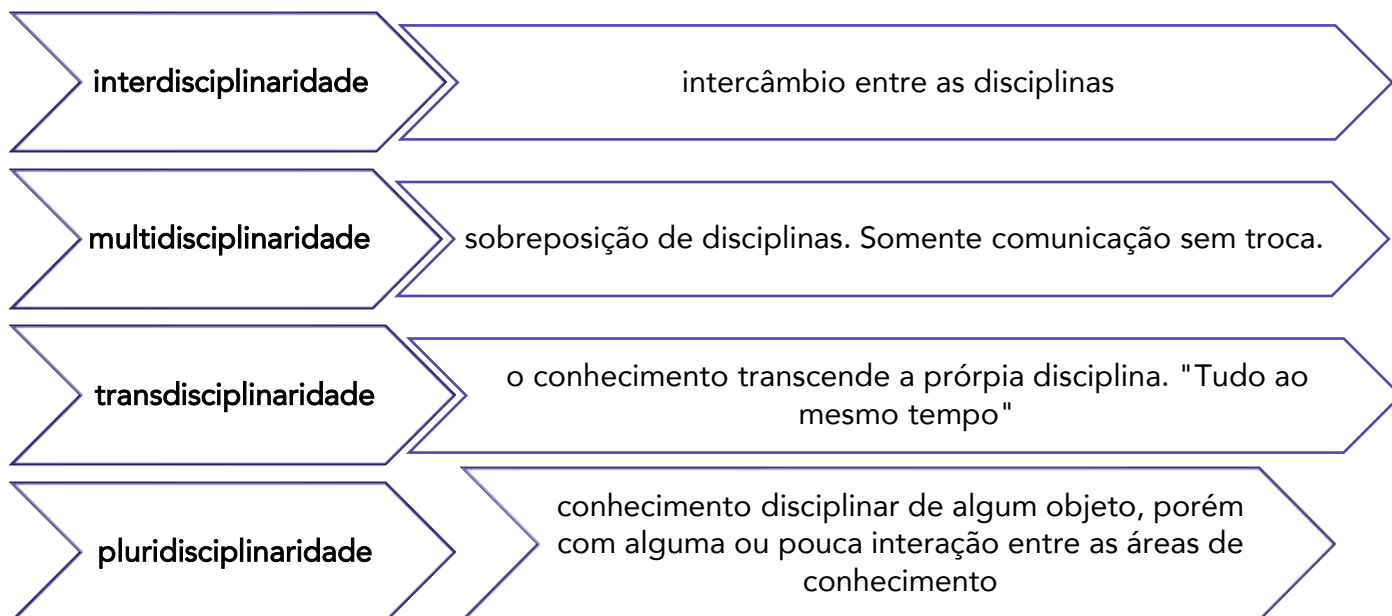 interdisciplinaridade
intercâmbio entre as disciplinas
multidisciplinaridade
sobreposição de disciplinas. Somente comunicação sem troca.
transdisciplinaridade
o conhecimento transcende a prórpia disciplina. "Tudo ao
mesmo tempo"
pluridisciplinaridade
conhecimento disciplinar de algum objeto, porém
com alguma ou pouca interação entre as áreas de
conhecimento